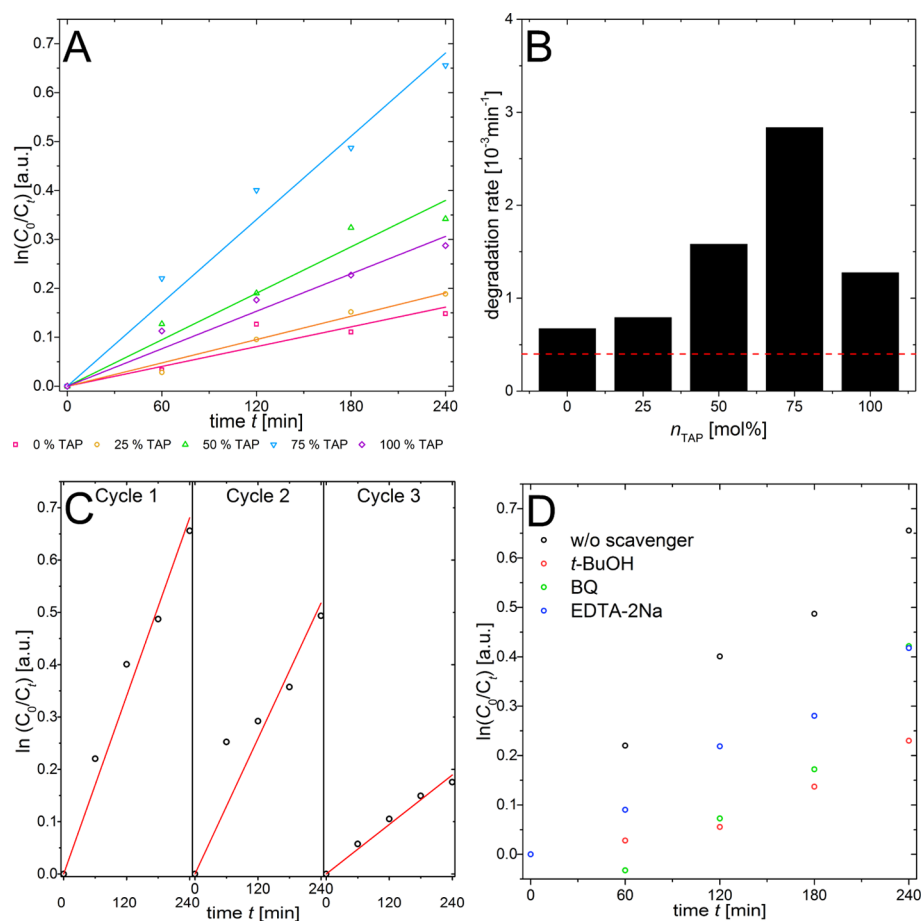 A
ln(C₀/Cₜ) [a.u.]
0.7
0.6
0.5
0.4
0.3
0.2
0.1
0.0
0 60 120 180 240
time t [min]
0 % TAP 25 % TAP 50 % TAP 75 % TAP 100 % TAP
B
degradation rate [10⁻³min⁻¹]
4
3
2
1
0
0 25 50 75 100
n_TAP [mol%]
C
Cycle 1 Cycle 2 Cycle 3
ln (C₀/Cₜ) [a.u.]
0.7
0.6
0.5
0.4
0.3
0.2
0.1
0.0
0 120 240 120 240 120 240
time t [min]
D
w/o scavenger
t-BuOH
BQ
EDTA-2Na
ln(C₀/Cₜ) [a.u.]
0.7
0.6
0.5
0.4
0.3
0.2
0.1
0.0
0 60 120 180 240
time t [min]